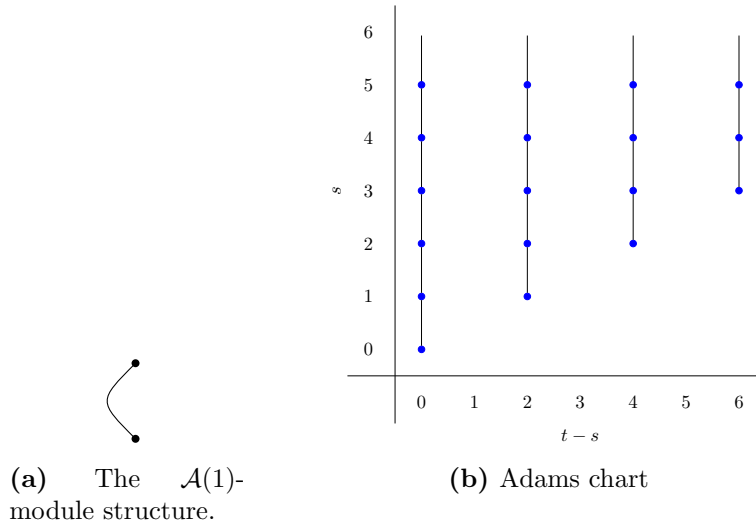 6
5
4
3
2
1
0
s
0 1 2 3 4 5 6
t − s
(a) The 𝒜(1)-
module structure.
(b) Adams chart